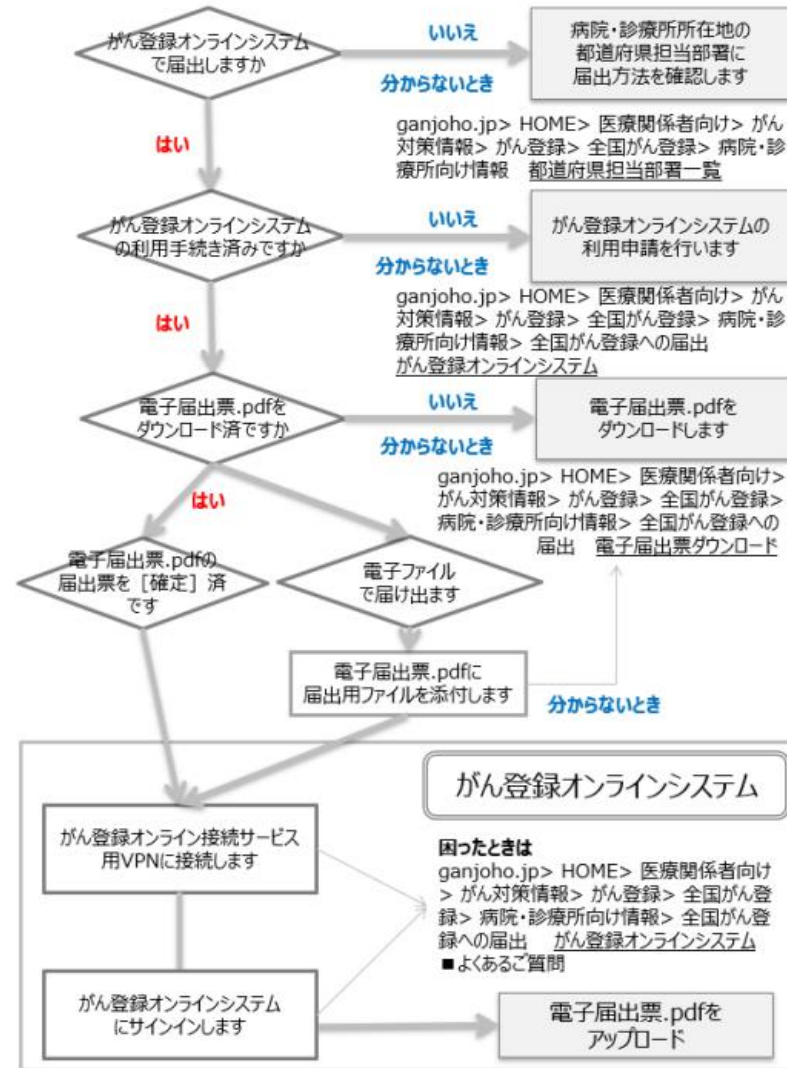 がん登録オンラインシステム
で届出しますか
いいえ
分からないとき
病院・診療所所在地の
都道府県担当部署に
届出方法を確認します
はい
ganjoho.jp> HOME> 医療関係者向け> がん
対策情報> がん登録> 全国がん登録> 病院・診
療所向け情報　都道府県担当部署一覧
がん登録オンラインシステム
の利用手続き済みですか
いいえ
分からないとき
がん登録オンラインシステムの
利用申請を行います
はい
ganjoho.jp> HOME> 医療関係者向け> がん
対策情報> がん登録> 全国がん登録> 病院・診
療所向け情報> 全国がん登録への届出
がん登録オンラインシステム
電子届出票.pdfを
ダウンロード済ですか
いいえ
分からないとき
電子届出票.pdfを
ダウンロードします
はい
ganjoho.jp> HOME> 医療関係者向け>
がん対策情報> がん登録> 全国がん登録>
病院・診療所向け情報> 全国がん登録への
届出　電子届出票ダウンロード
電子届出票.pdfの
届出票を［確定］済
です
電子ファイル
で届け出ます
電子届出票.pdfに
届出用ファイルを添付します
分からないとき
がん登録オンラインシステム
がん登録オンライン接続サービス
用VPNに接続します
困ったときは
ganjoho.jp> HOME> 医療関係者向け
> がん対策情報> がん登録> 全国がん登
録> 病院・診療所向け情報> 全国がん登
録への届出　がん登録オンラインシステム
■よくあるご質問
がん登録オンラインシステム
にサインインします
電子届出票.pdfを
アップロード